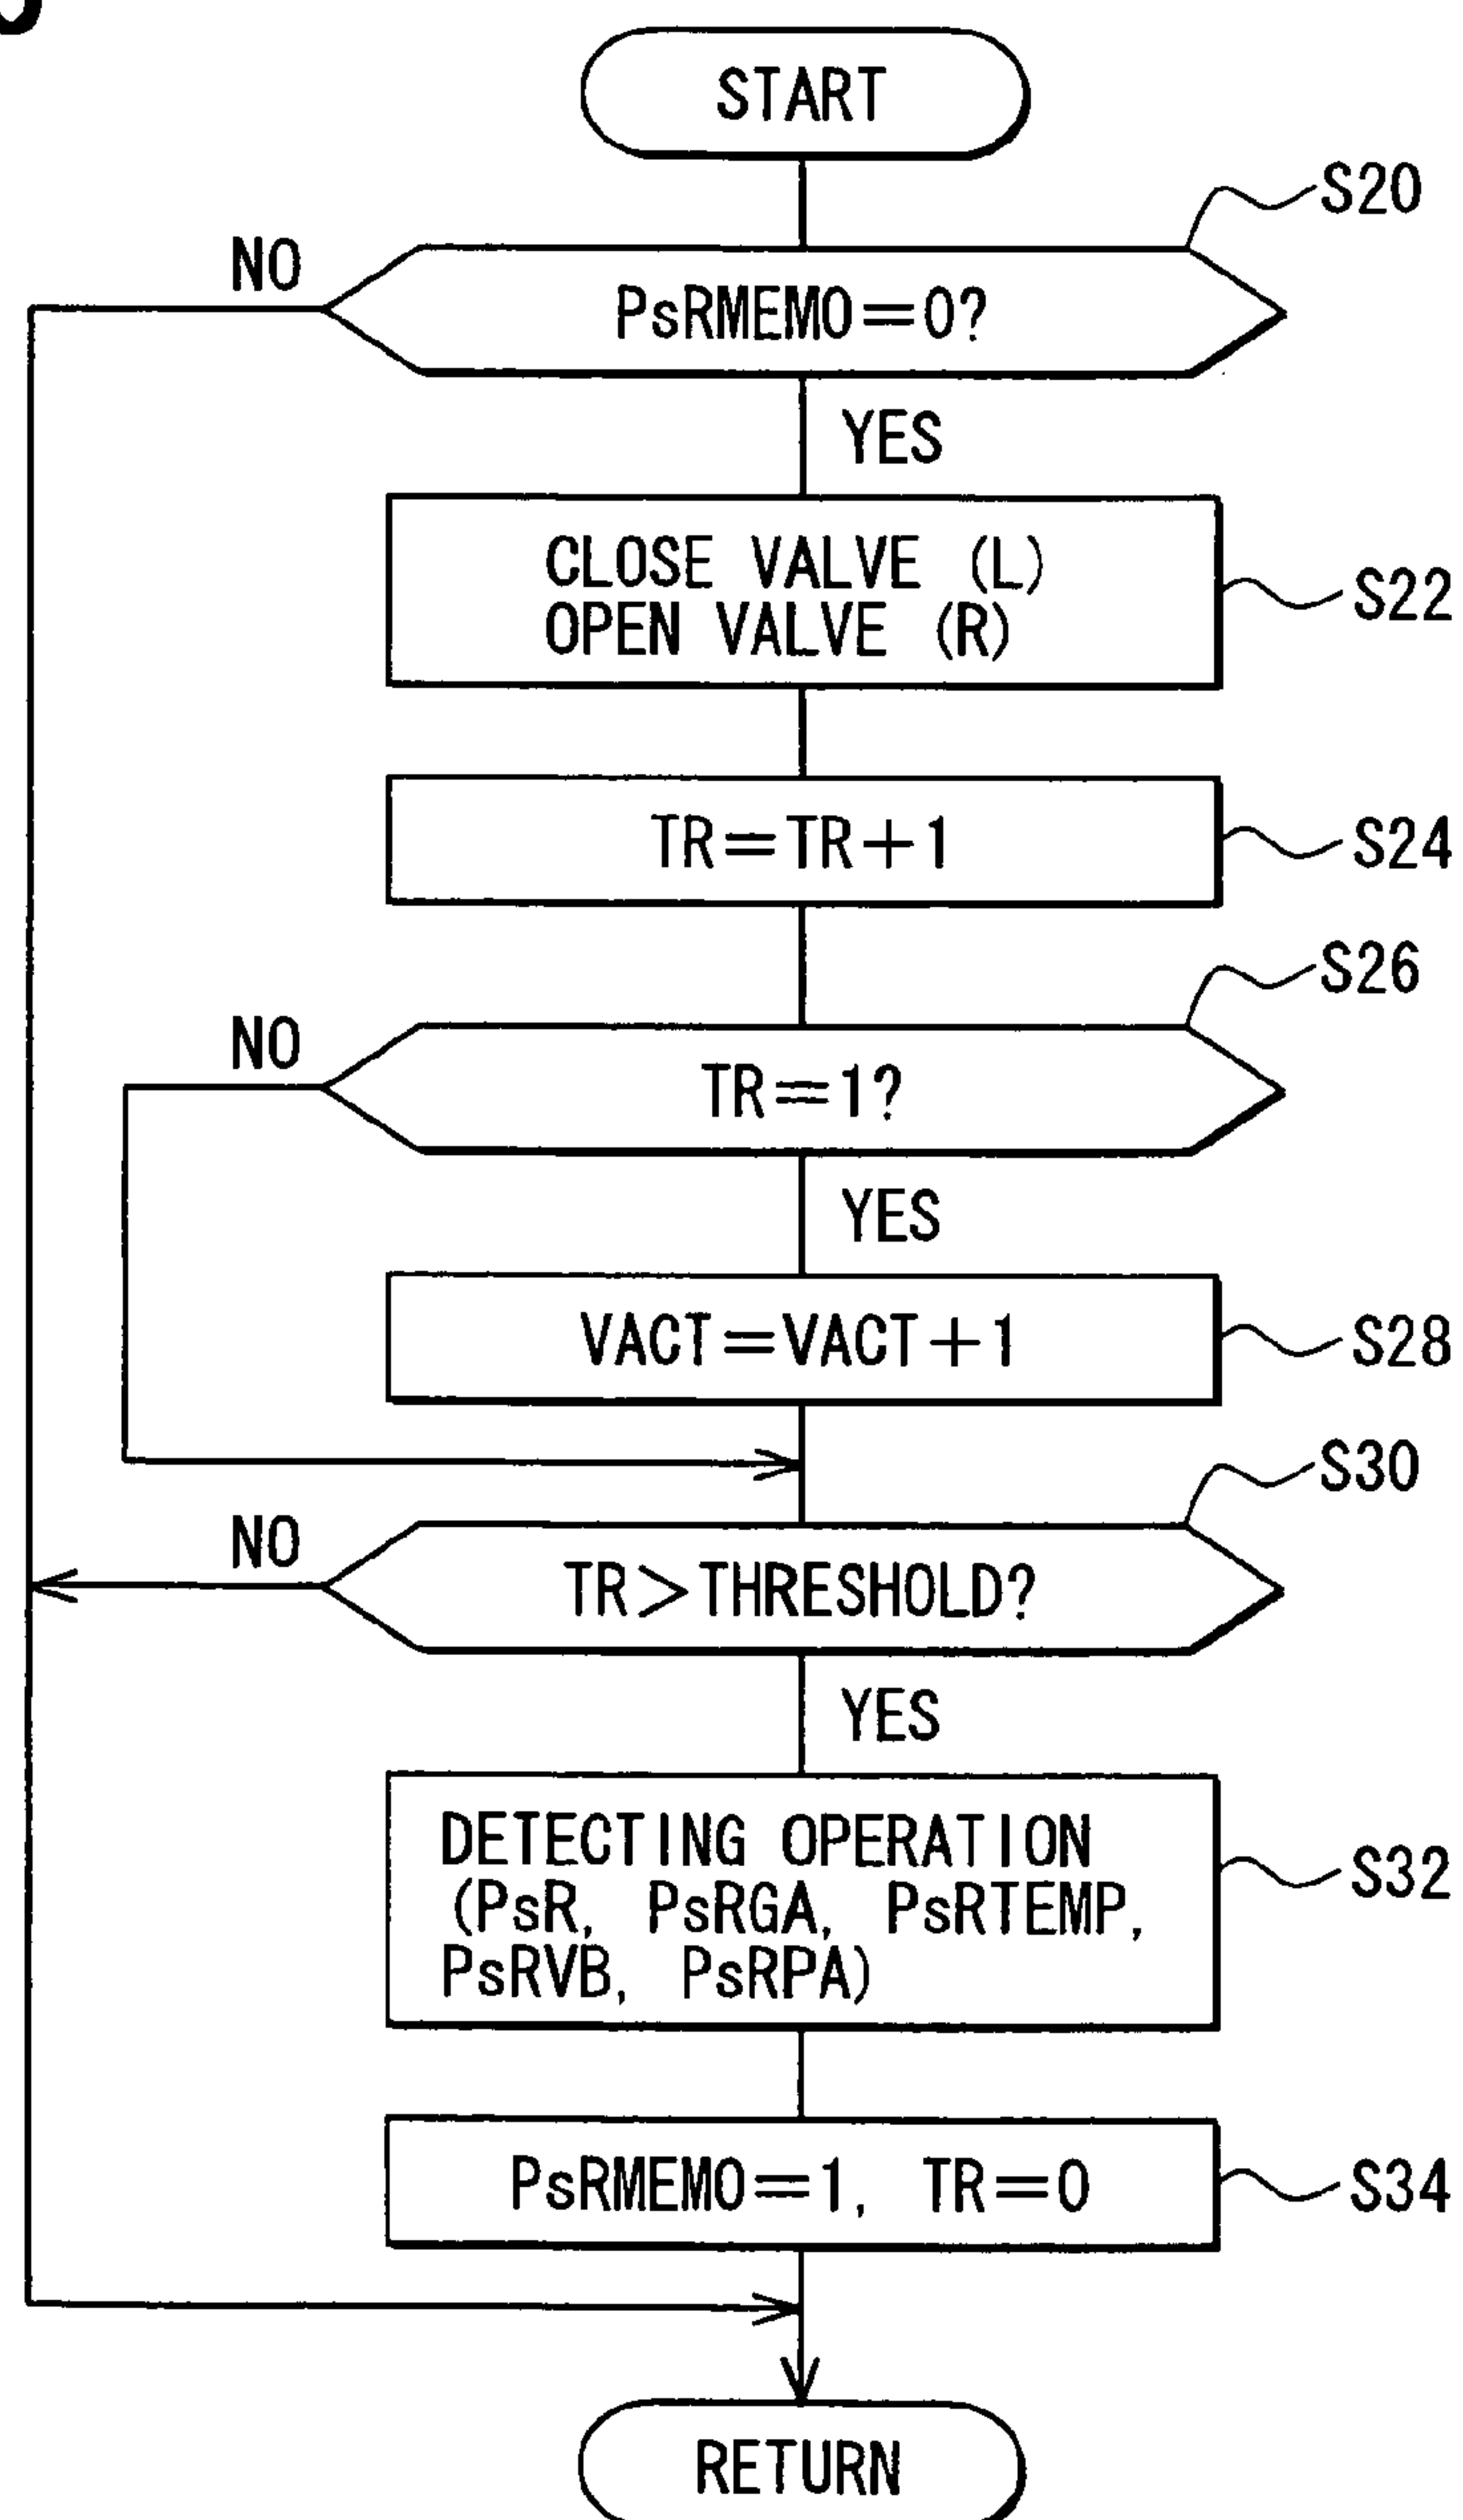 START
S20
NO
PsRMEMO=0?
YES
CLOSE VALVE (L)
OPEN VALVE (R)
S22
TR=TR+1
S24
S26
NO
TR=1?
YES
VACT=VACT+1
S28
S30
NO
TR>THRESHOLD?
YES
DETECTING OPERATION
(PsR, PsRGA, PsRTEMP,
PsRVB, PsRPA)
S32
PsRMEMO=1, TR=0
S34
RETURN